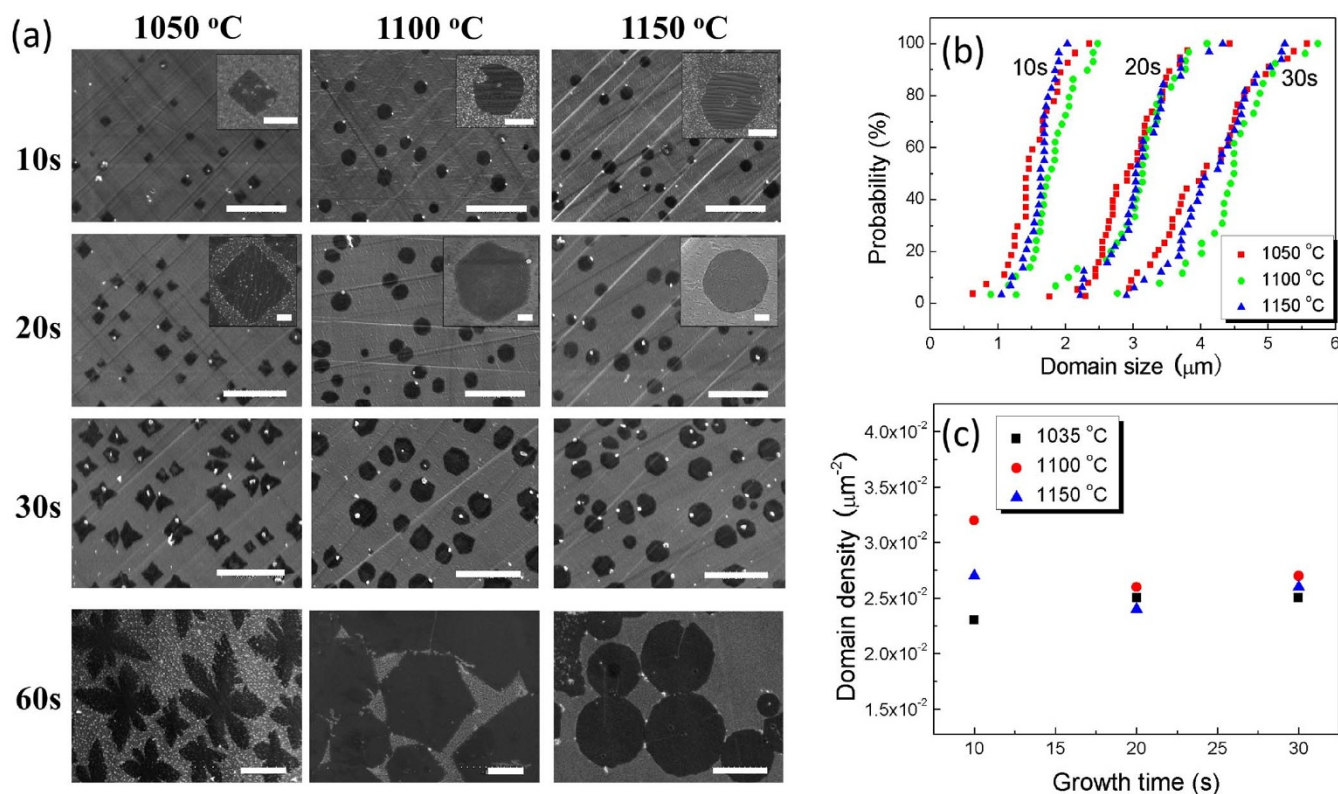 (a)
1050 °C
1100 °C
1150 °C
10s
20s
30s
60s
(b)
100
80
60
40
20
0
Probability (%)
10s
20s
30s
1050 °C
1100 °C
1150 °C
0 1 2 3 4 5 6
Domain size (μm)
(c)
4.0x10⁻²
3.5x10⁻²
3.0x10⁻²
2.5x10⁻²
2.0x10⁻²
1.5x10⁻²
Domain density (μm⁻²)
1035 °C
1100 °C
1150 °C
10 15 20 25 30
Growth time (s)